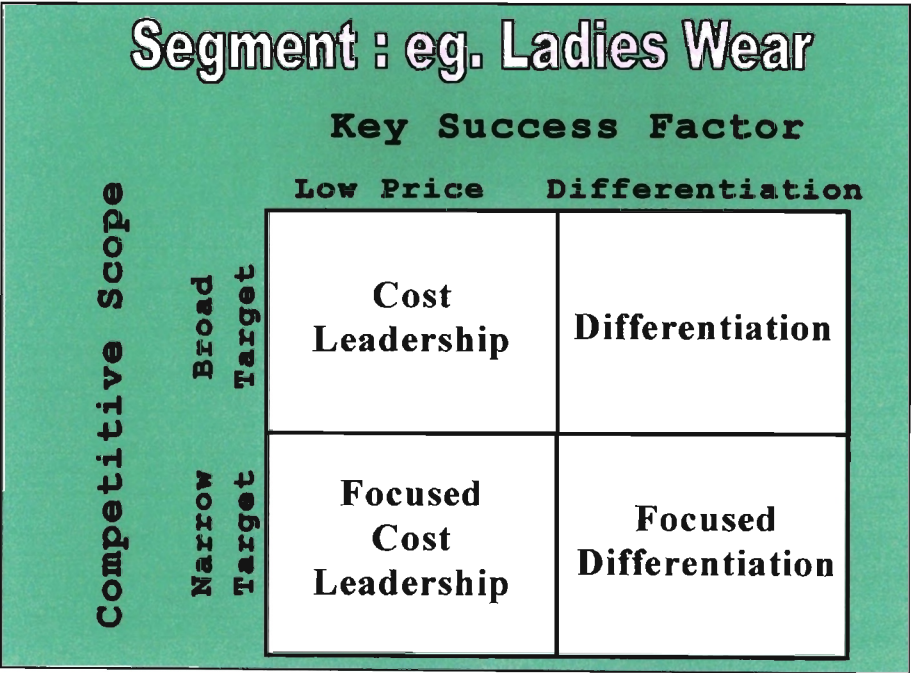 Segment : eg. Ladies Wear
Key Success Factor
Low Price Differentiation
Competitive Scope
Broad
Target
Cost
Leadership
Differentiation
Narrow
Target
Focused
Cost
Leadership
Focused
Differentiation